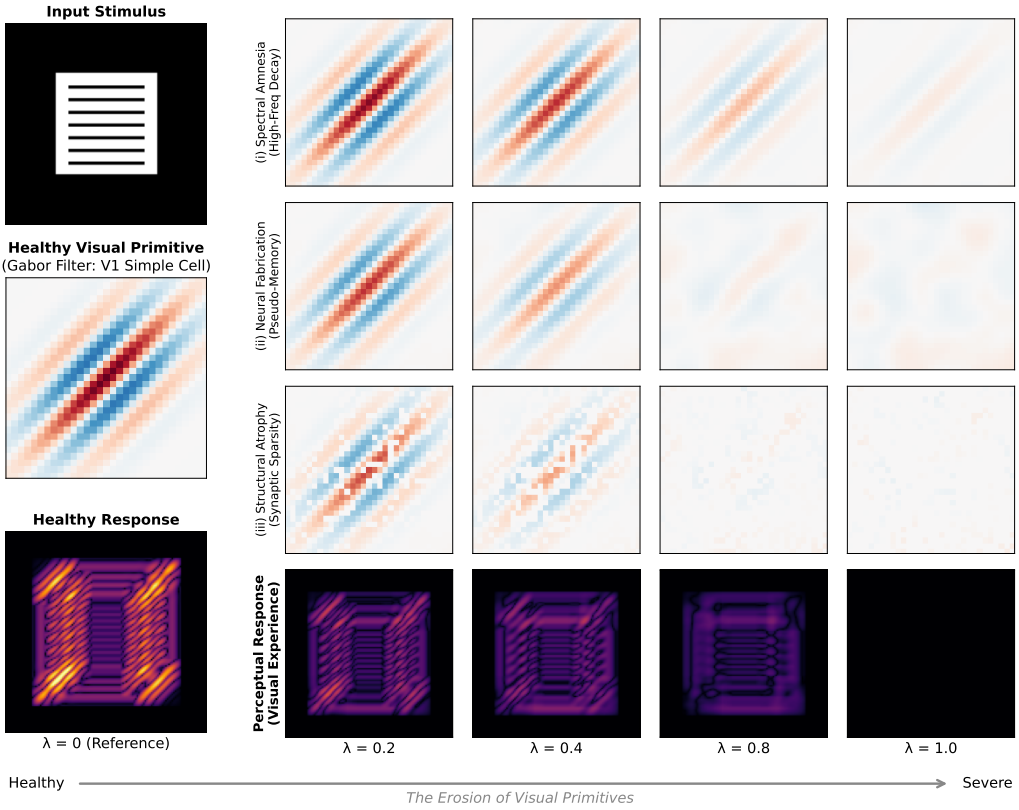 Input Stimulus
Healthy Visual Primitive
(Gabor Filter: V1 Simple Cell)
Healthy Response
λ = 0 (Reference)
(i) Spectral Amnesia
(High-Freq Decay)
(ii) Neural Fabrication
(Pseudo-Memory)
(iii) Structural Atrophy
(Synaptic Sparsity)
Perceptual Response
(Visual Experience)
λ = 0.2
λ = 0.4
λ = 0.8
λ = 1.0
Healthy
Severe
The Erosion of Visual Primitives